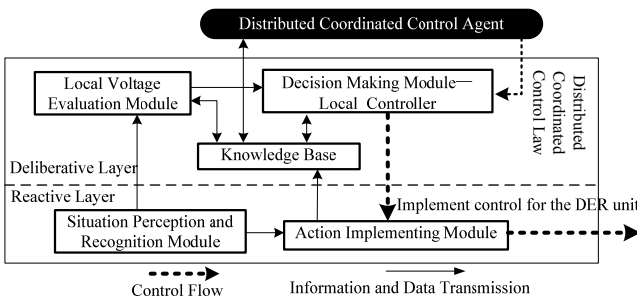 Distributed Coordinated Control Agent
Local Voltage
Evaluation Module
Decision Making Module—
Local Controller
Distributed
Coordinated
Control Law
Knowledge Base
Deliberative Layer
Reactive Layer
Implement control for the DER unit
Situation Perception and
Recognition Module
Action Implementing Module
Control Flow
Information and Data Transmission